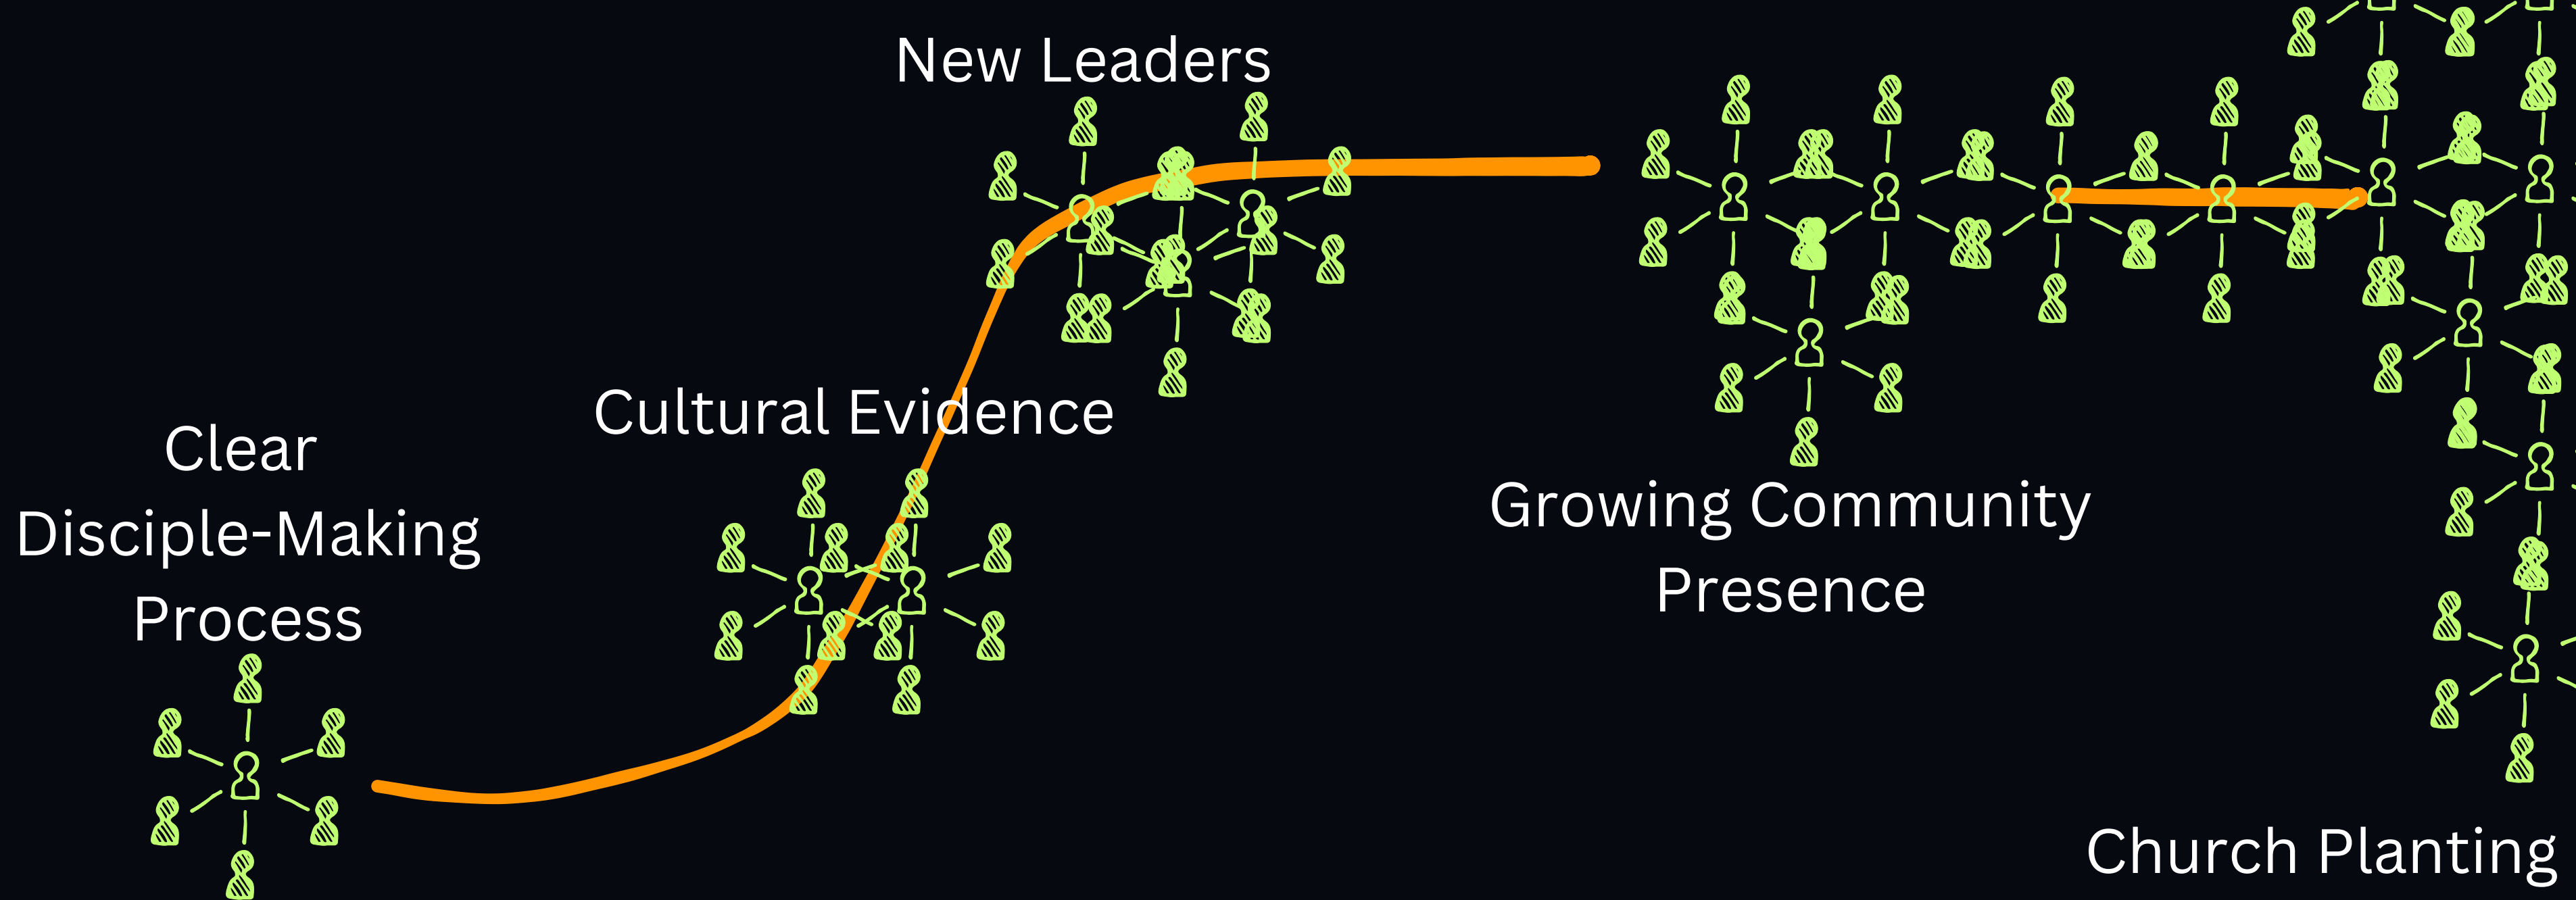 New Leaders
Cultural Evidence
Clear
Disciple-Making
Process
Growing Community
Presence
Church Planting